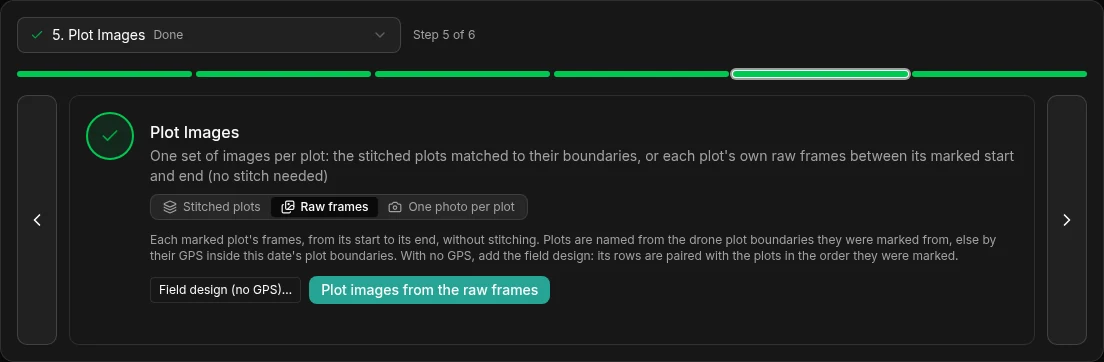 5. Plot Images Done
Step 5 of 6
Plot Images
One set of images per plot: the stitched plots matched to their boundaries, or each plot's own raw frames between its marked start
and end (no stitch needed)
Stitched plots
Raw frames
One photo per plot
Each marked plot's frames, from its start to its end, without stitching. Plots are named from the drone plot boundaries they were marked from, else by
their GPS inside this date's plot boundaries. With no GPS, add the field design: its rows are paired with the plots in the order they were marked.
Field design (no GPS)...
Plot images from the raw frames